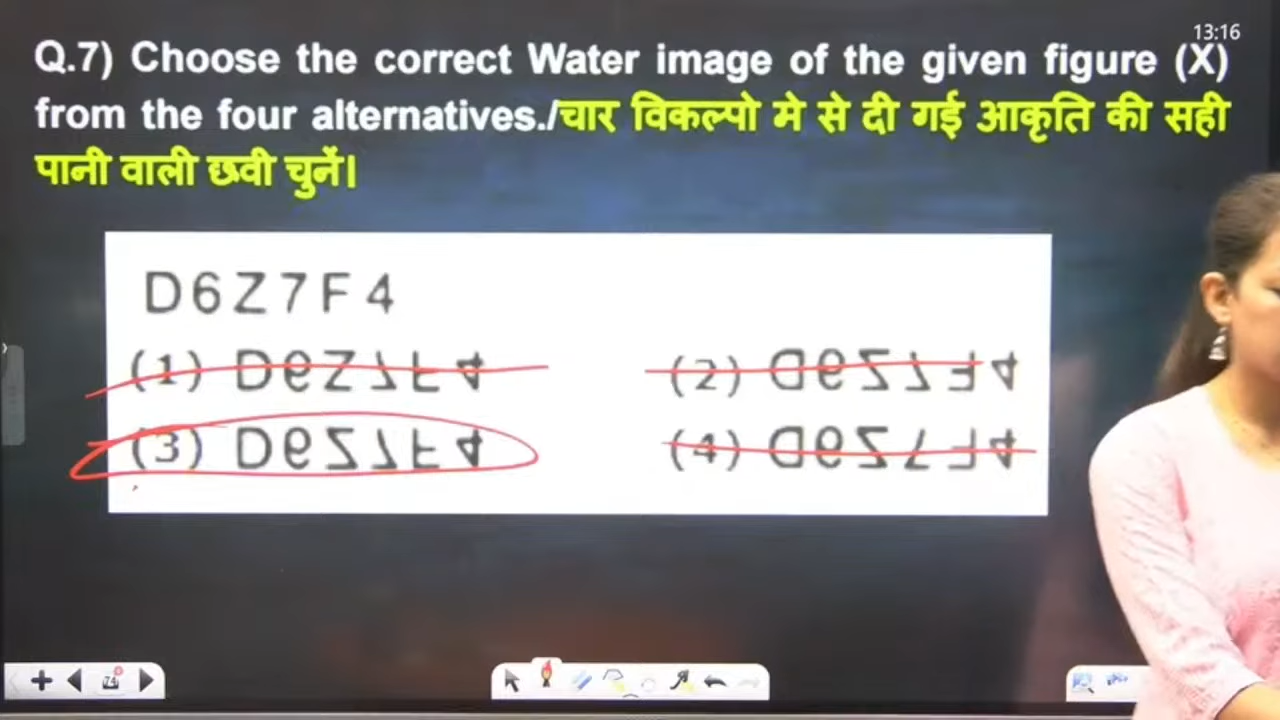 13:16
Q.7) Choose the correct Water image of the given figure (X)
from the four alternatives./चार विकल्पो मे से दी गई आकृति की सही
पानी वाली छवी चुनें।
D6Z7F4
(1) (2)
(3) (4)
74